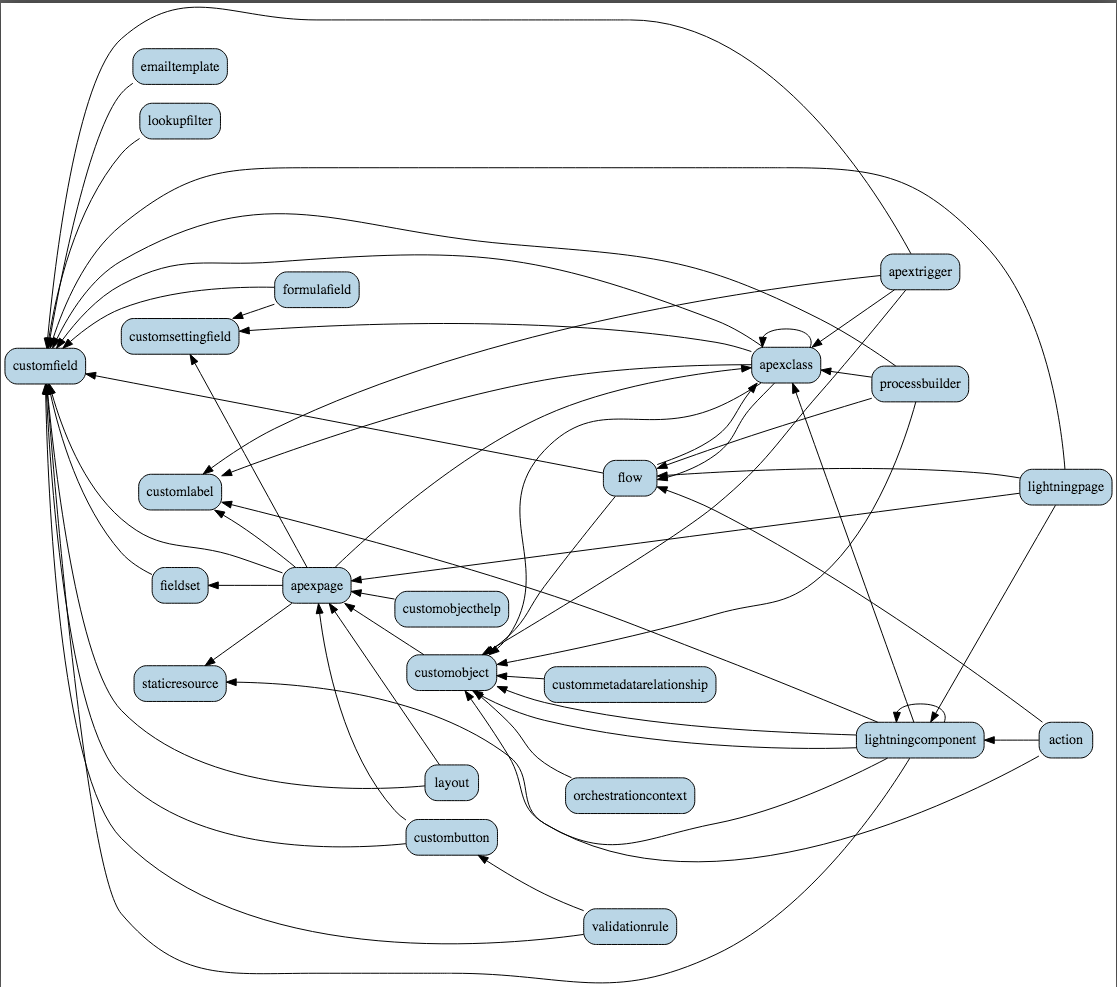 emailtemplate
lookupfilter
apextrigger
formulafield
customsettingfield
customfield
apexclass
processbuilder
flow
lightningpage
customlabel
fieldset
apexpage
customobjecthelp
customobject
custommetadatarelationship
staticresource
lightningcomponent
action
layout
orchestrationcontext
custombutton
validationrule